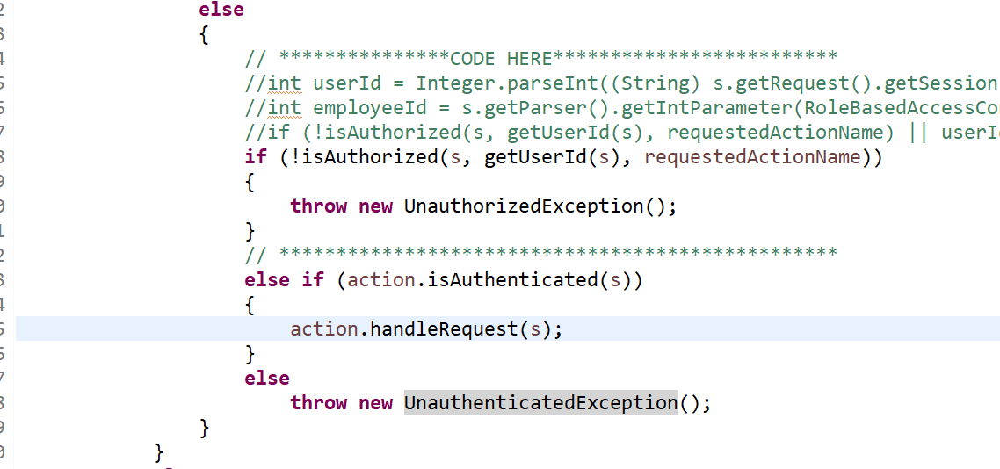 else
{
// ***************CODE HERE*************************
//int userId = Integer.parseInt((String) s.getRequest().getSession
//int employeeId = s.getParser().getIntParameter(RoleBasedAccessCo
//if (!isAuthorized(s, getUserId(s), requestedActionName) || userI
if (!isAuthorized(s, getUserId(s), requestedActionName))
{
throw new UnauthorizedException();
}
// *************************************************
else if (action.isAuthenticated(s))
{
action.handleRequest(s);
}
else
throw new UnauthenticatedException();
}
}